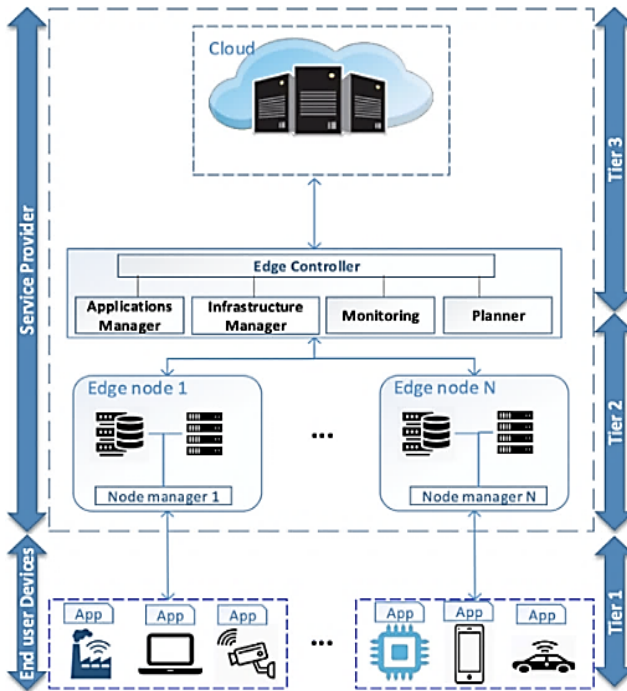 Cloud
Service Provider
Tier 3
Edge Controller
Applications
Manager
Infrastructure
Manager
Monitoring
Planner
Edge node 1
Edge node N
Tier 2
...
Node manager 1
Node manager N
End user Devices
Tier 1
App
App
App
...
App
App
App